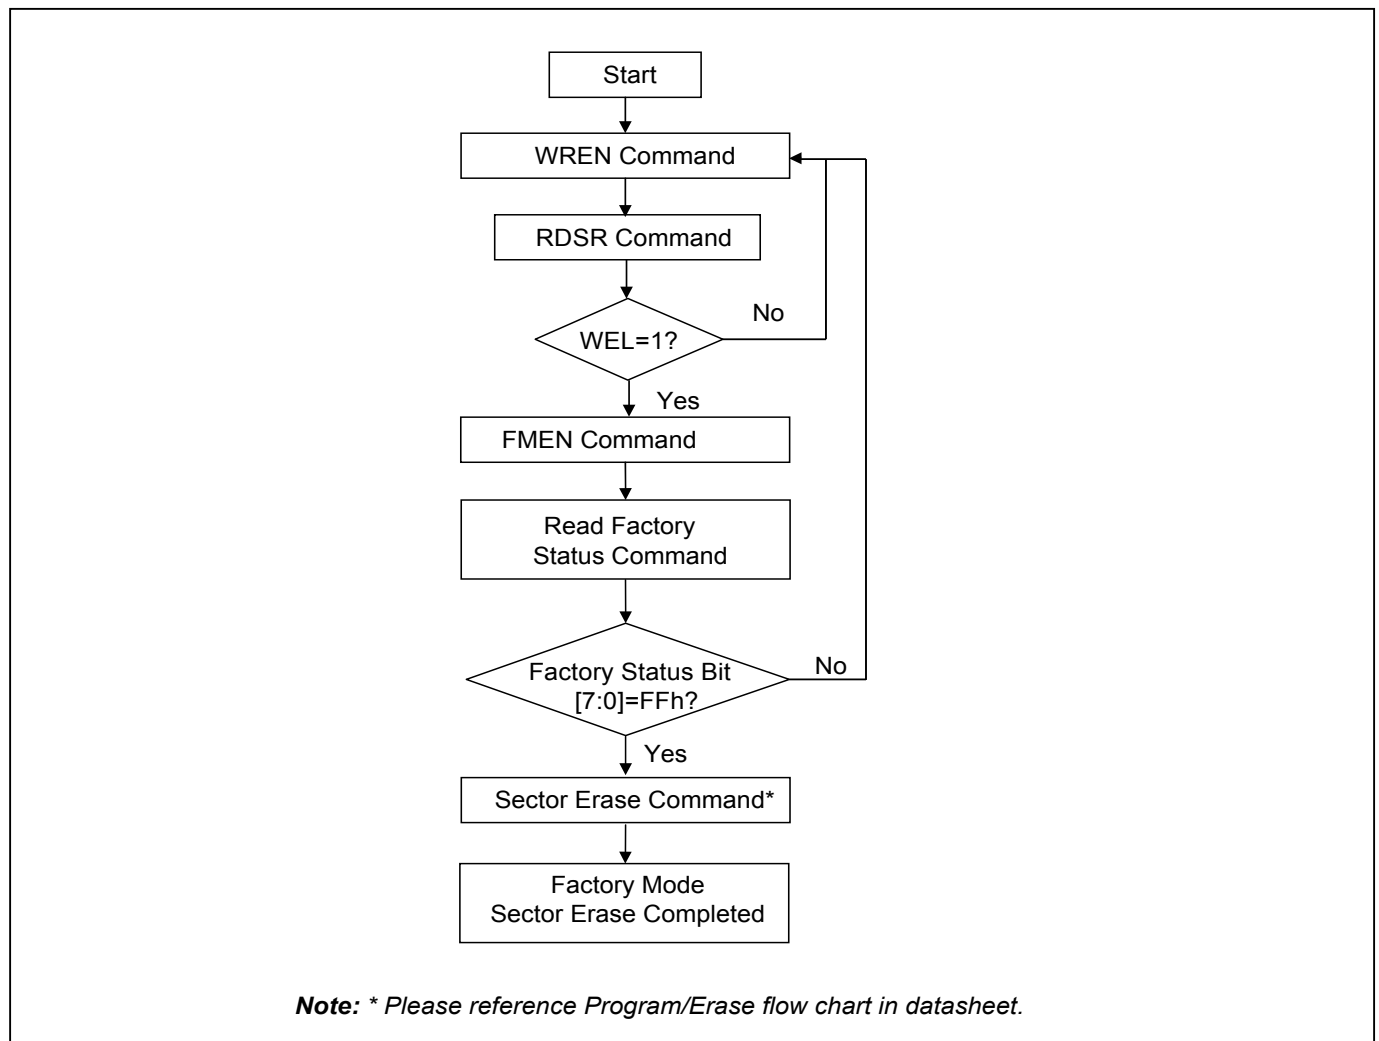 Start
WREN Command
RDSR Command
No
WEL=1?
Yes
FMEN Command
Read Factory
Status Command
Factory Status Bit
[7:0]=FFh?
No
Yes
Sector Erase Command*
Factory Mode
Sector Erase Completed
Note: * Please reference Program/Erase flow chart in datasheet.